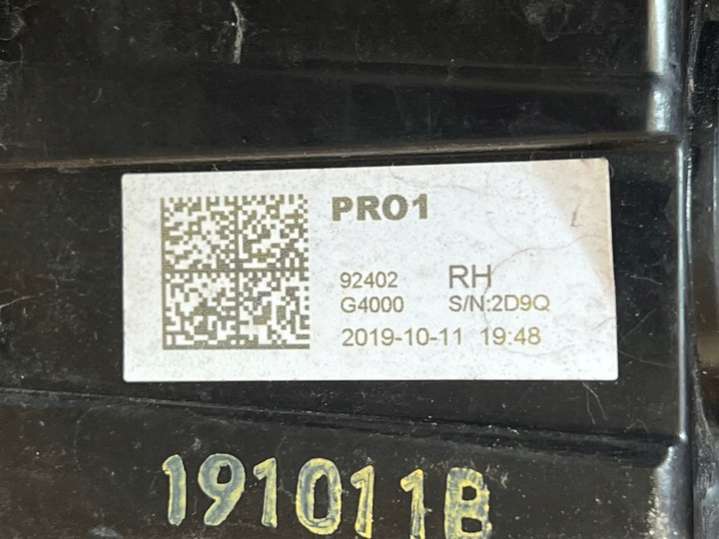 PRO1
92402 RH
G4000 S/N:2D9Q
2019-10-11 19:48
191011B